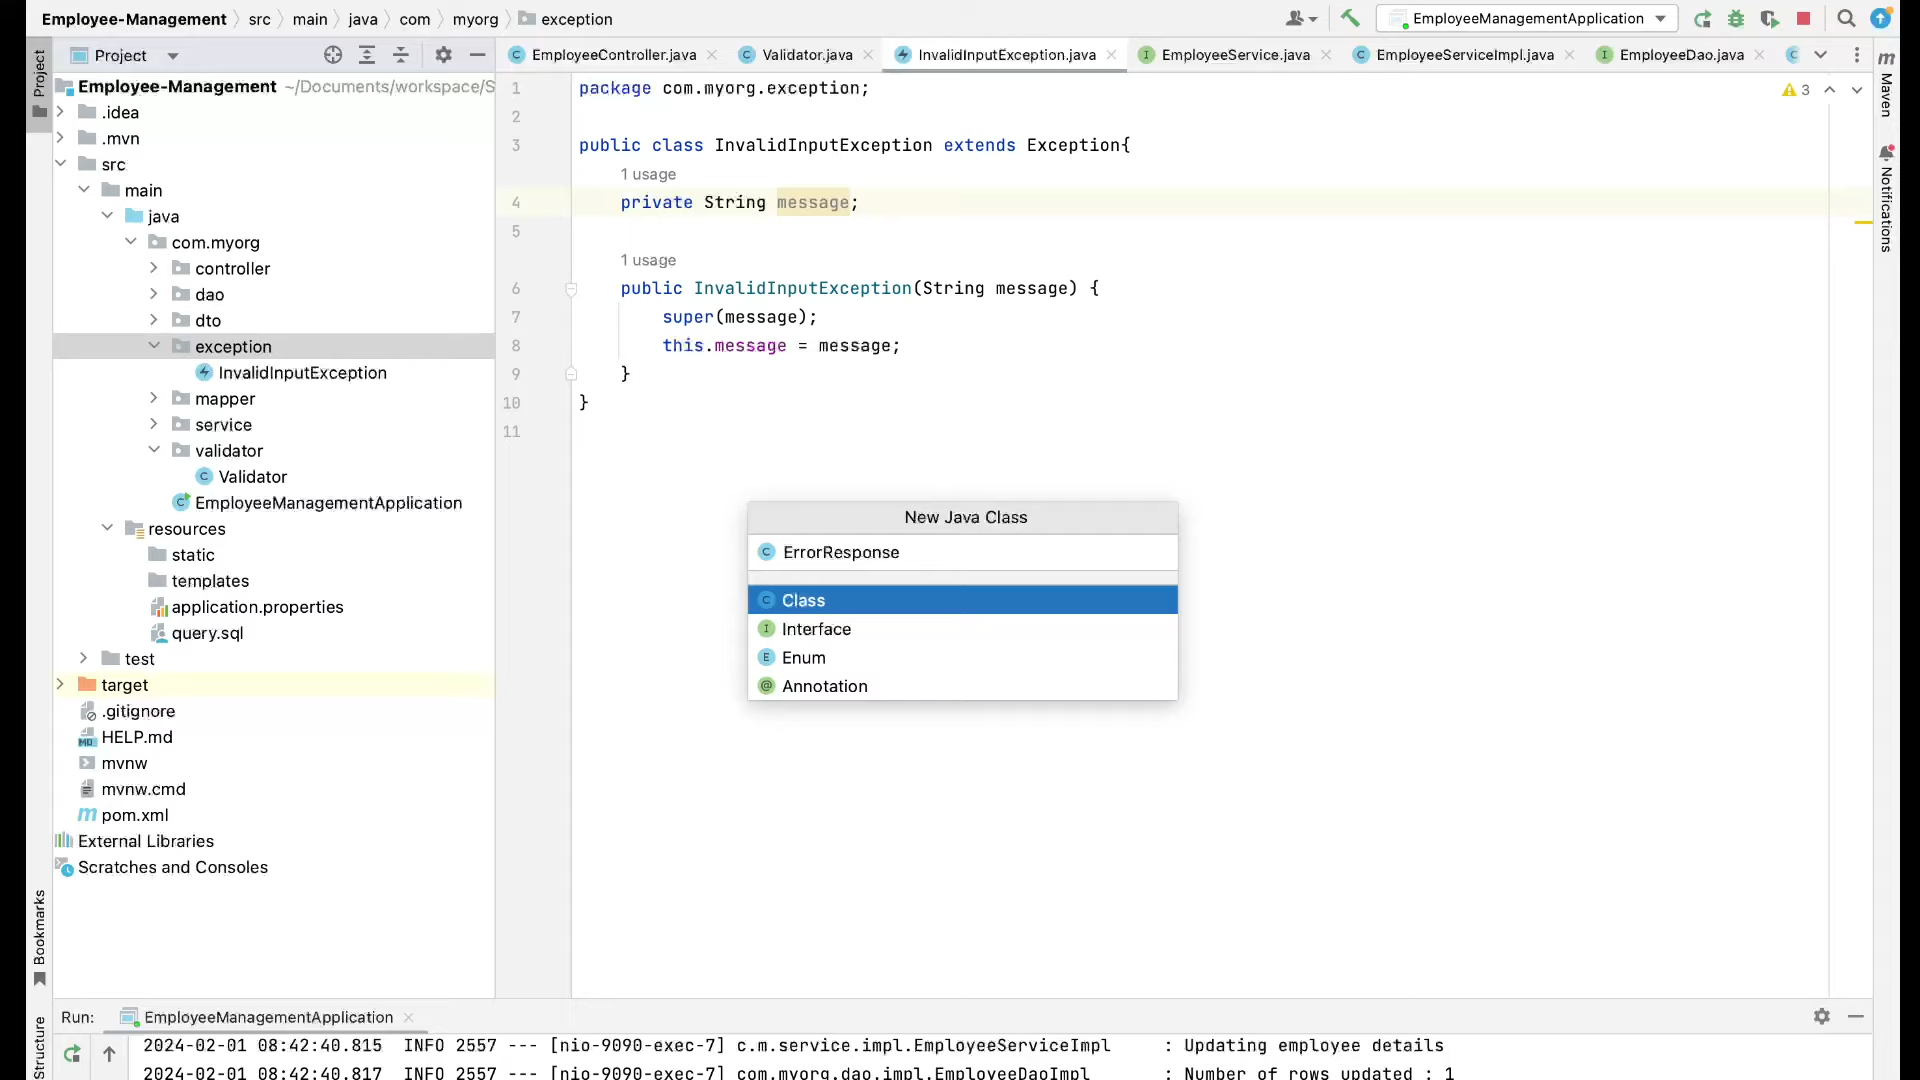 Employee-Management src main java com myorg exception
EmployeeManagementApplication
Project
EmployeeController.java Validator.java InvalidInputException.java EmployeeService.java EmployeeServiceImpl.java EmployeeDao.java
Project
Employee-Management ~/Documents/workspace/S
.idea
.mvn
src
main
java
com.myorg
controller
dao
dto
exception
InvalidInputException
mapper
service
validator
Validator
EmployeeManagementApplication
resources
static
templates
application.properties
query.sql
test
target
.gitignore
HELP.md
mvnw
mvnw.cmd
pom.xml
External Libraries
Scratches and Consoles
1 package com.myorg.exception;
2
3 public class InvalidInputException extends Exception{
1 usage
4 private String message;
5
1 usage
6 public InvalidInputException(String message) {
7 super(message);
8 this.message = message;
9 }
10 }
11
3
New Java Class
ErrorResponse
Class
Interface
Enum
Annotation
Maven
Notifications
Bookmarks
Structure
Run: EmployeeManagementApplication
2024-02-01 08:42:40.815 INFO 2557 --- [nio-9090-exec-7] c.m.service.impl.EmployeeServiceImpl : Updating employee details
2024-02-01 08:42:40.817 INFO 2557 --- [nio-9090-exec-7] com.myorg.dao.impl.EmployeeDaoImpl : Number of rows updated : 1